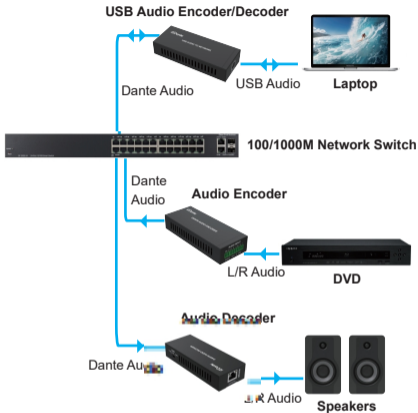 USB Audio Encoder/Decoder
Dante Audio
USB Audio
Laptop
100/1000M Network Switch
Dante
Audio
Audio Encoder
L/R Audio
DVD
Audio
Dante
Audio
Speakers